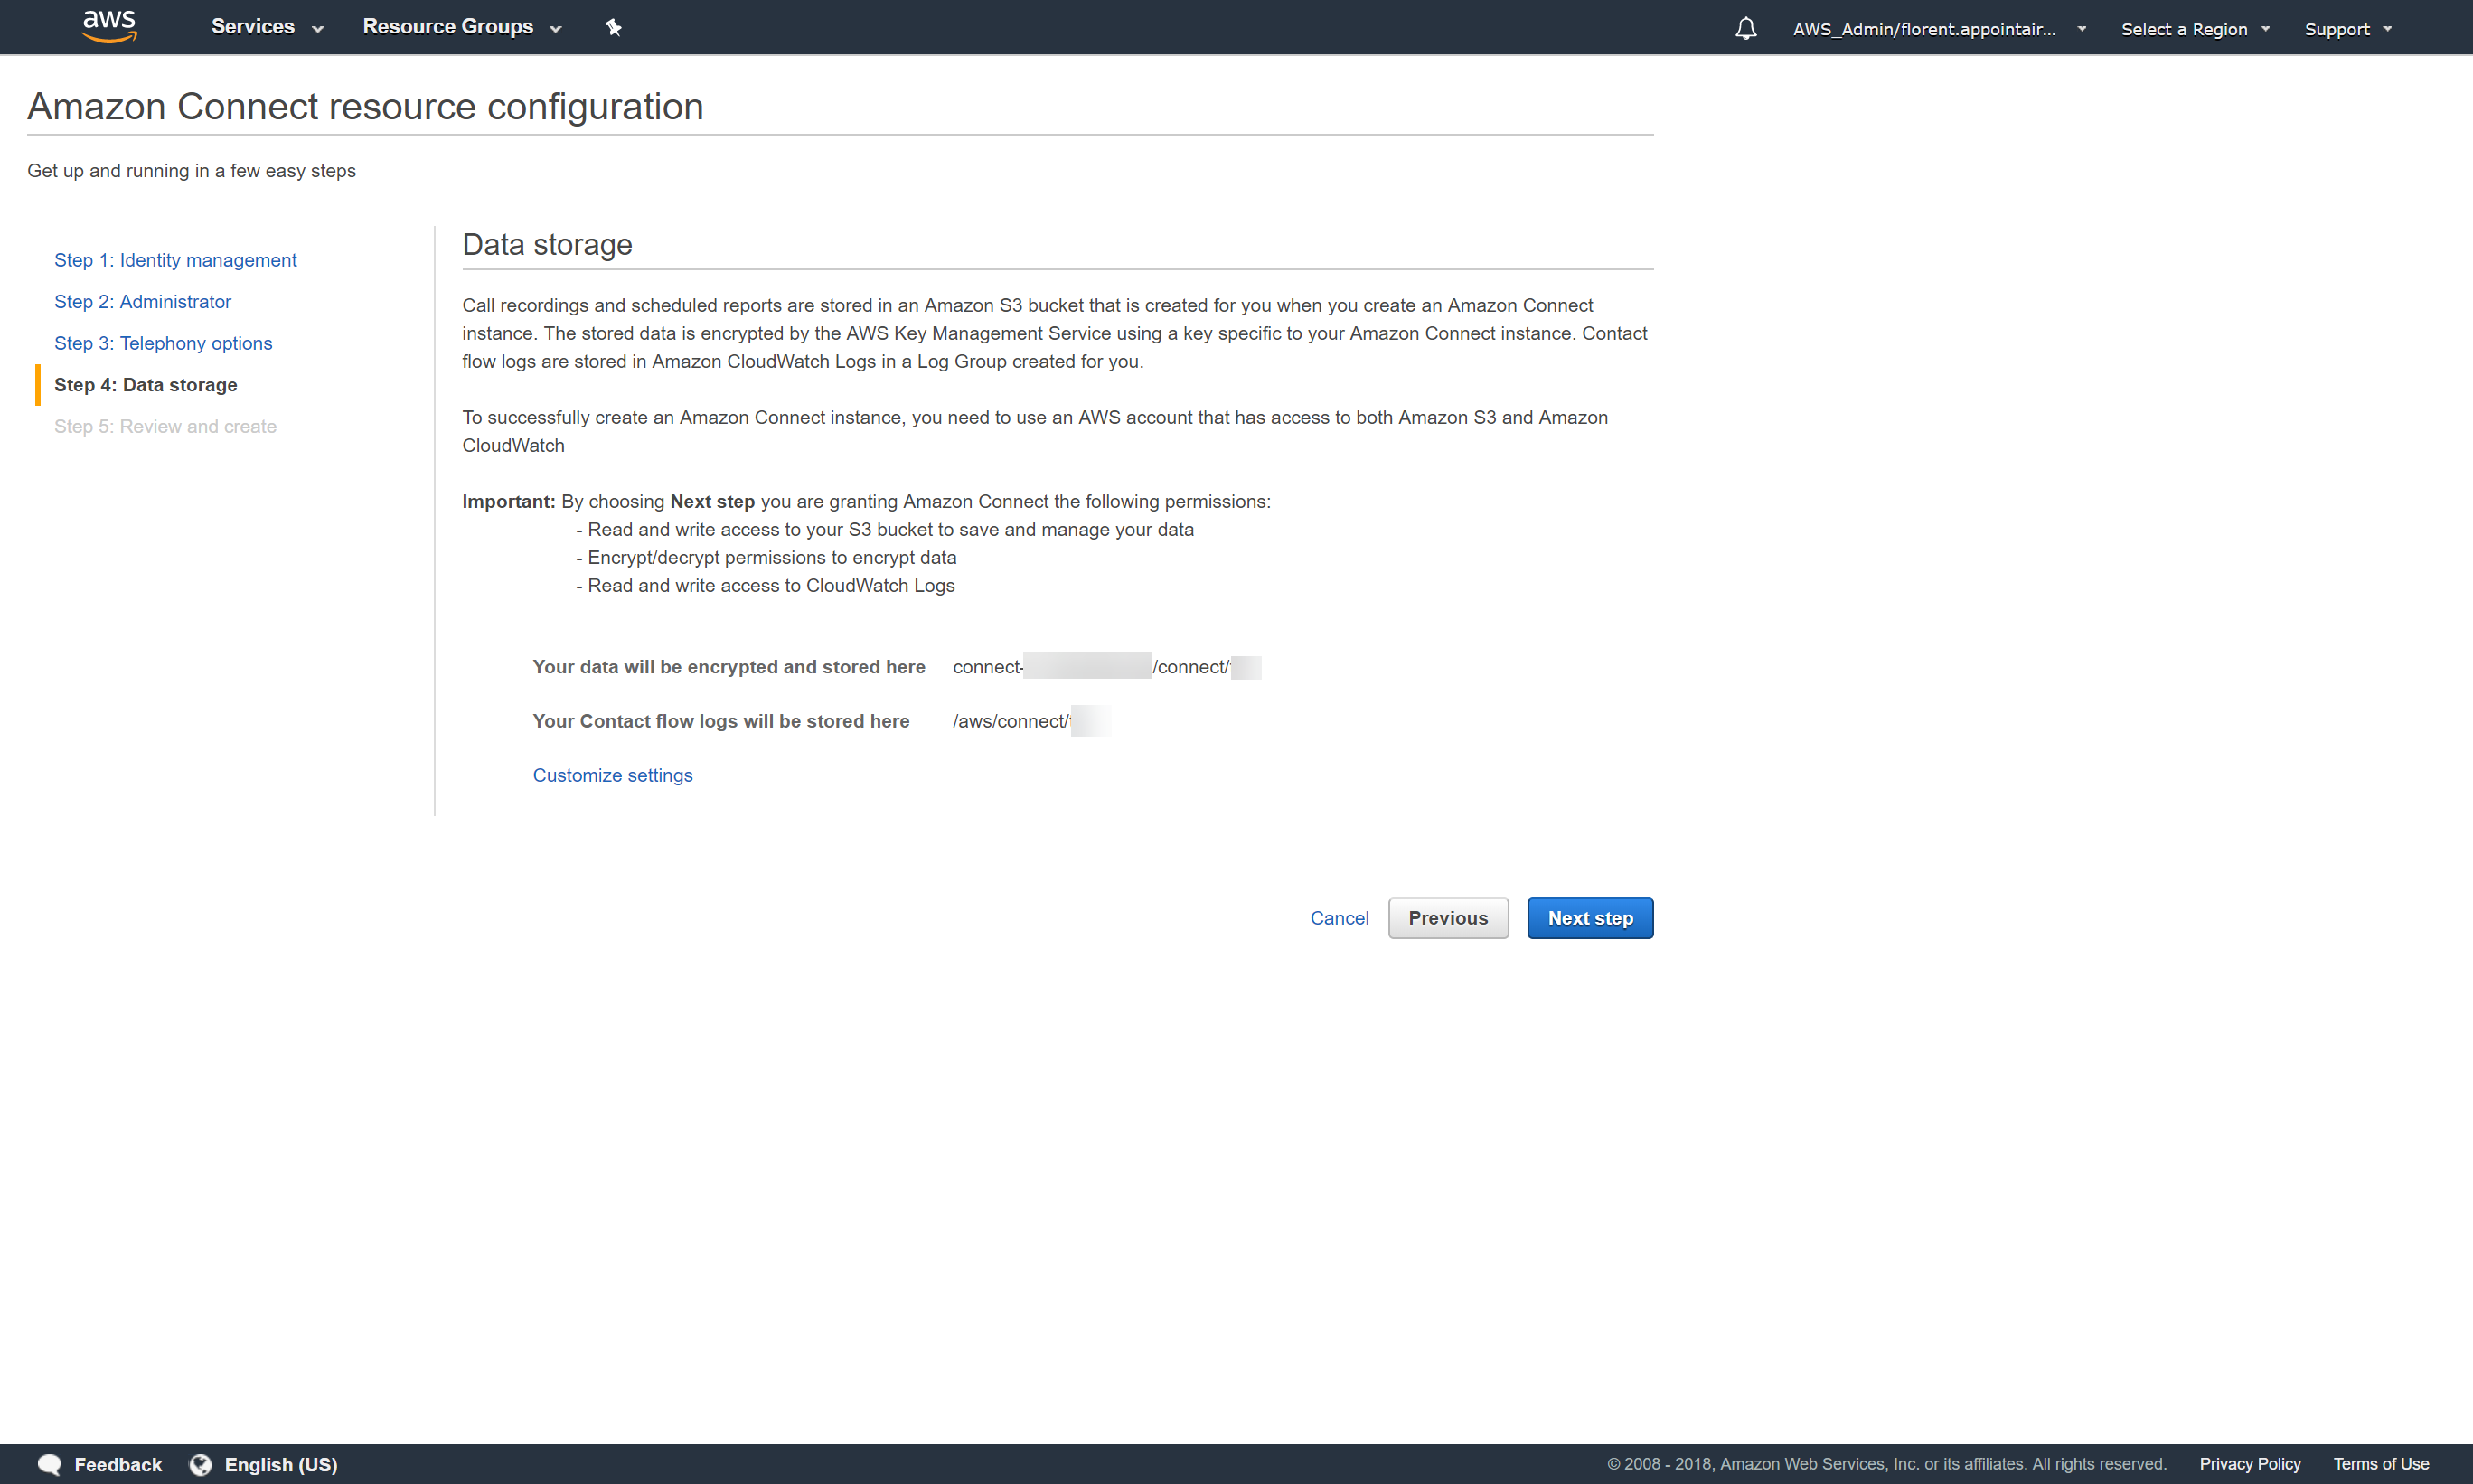 aws
Services
Resource Groups
AWS_Admin/florent.appointair...
Select a Region
Support
Amazon Connect resource configuration
Get up and running in a few easy steps
Step 1: Identity management
Step 2: Administrator
Step 3: Telephony options
Step 4: Data storage
Step 5: Review and create
Data storage
Call recordings and scheduled reports are stored in an Amazon S3 bucket that is created for you when you create an Amazon Connect
instance. The stored data is encrypted by the AWS Key Management Service using a key specific to your Amazon Connect instance. Contact
flow logs are stored in Amazon CloudWatch Logs in a Log Group created for you.
To successfully create an Amazon Connect instance, you need to use an AWS account that has access to both Amazon S3 and Amazon
CloudWatch
Important: By choosing Next step you are granting Amazon Connect the following permissions:
- Read and write access to your S3 bucket to save and manage your data
- Encrypt/decrypt permissions to encrypt data
- Read and write access to CloudWatch Logs
Your data will be encrypted and stored here connect- /connect/
Your Contact flow logs will be stored here /aws/connect/
Customize settings
Cancel
Previous
Next step
Feedback
English (US)
© 2008 - 2018, Amazon Web Services, Inc. or its affiliates. All rights reserved.
Privacy Policy
Terms of Use